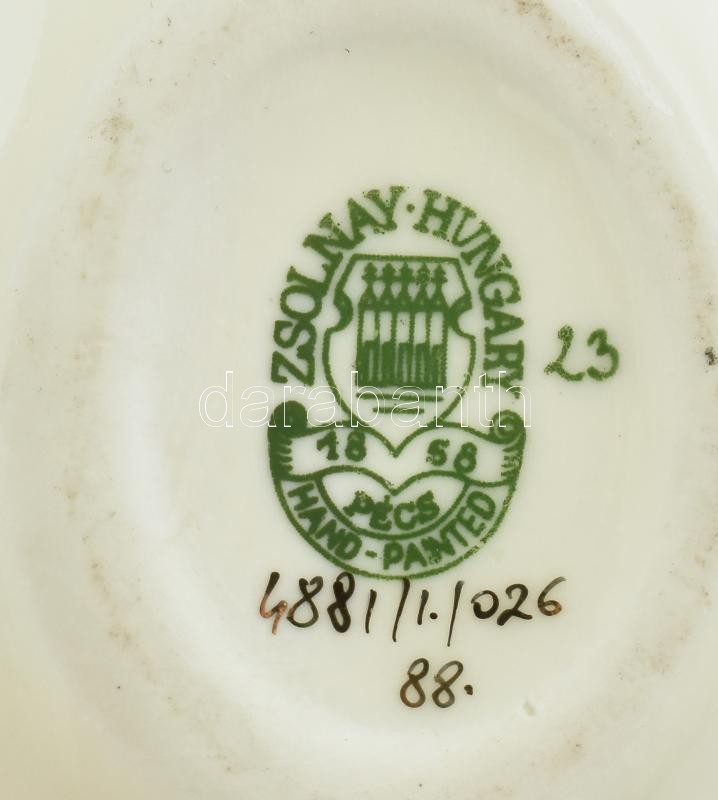 ZSOLNAY · HUNGARY
23
darabanth
18 68
PÉCS
HAND-PAINTED
4881/1./026
88.